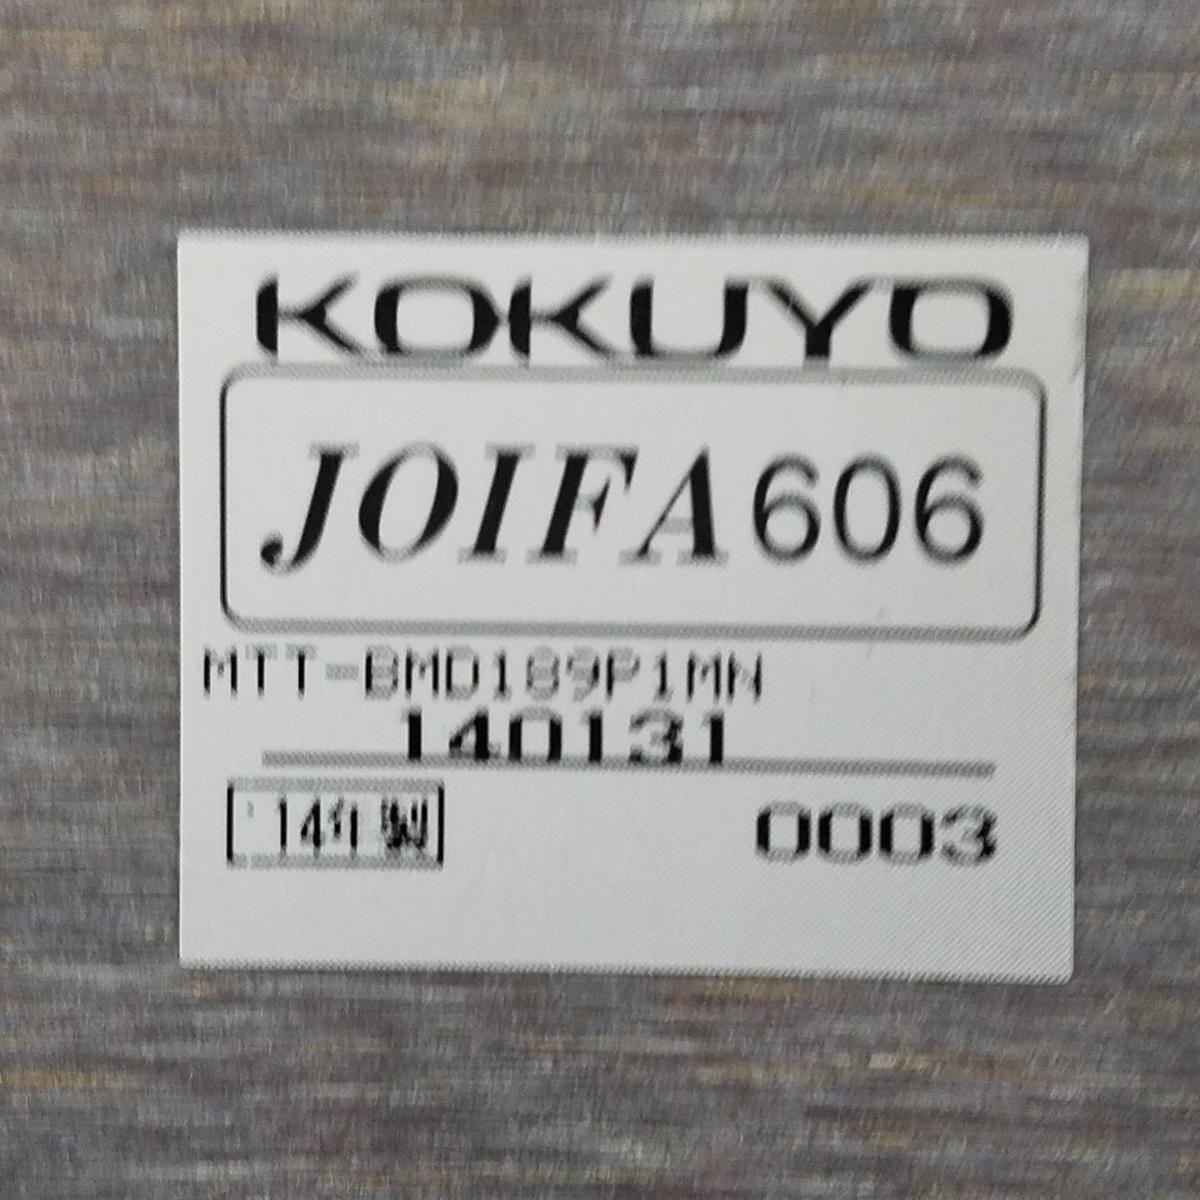 KOKUYO
JOIFA606
MTT-BMD189P1MN
140131
'14年製
0003